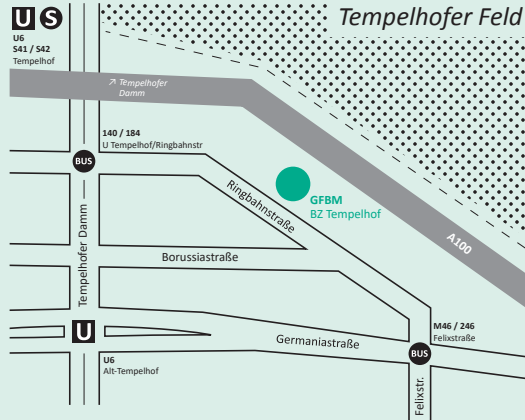 U S
Tempelhofer Feld
U6
S41 / S42
Tempelhof
↗ Tempelhofer
Damm
140 / 184
U Tempelhof/Ringbahnstr
BUS
Ringbahnstraße
GFBM
BZ Tempelhof
Tempelhofer Damm
Borussiastraße
A100
U
Germaniastraße
M46 / 246
Felixstraße
BUS
U6
Alt-Tempelhof
Felixstr.